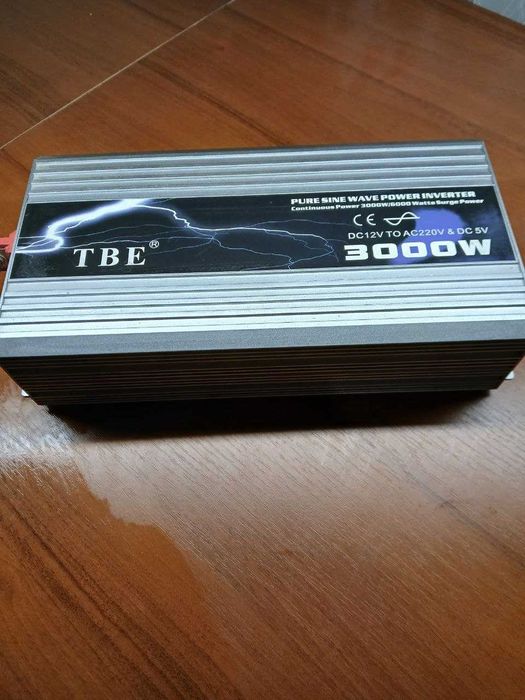 PURE SINE WAVE POWER INVERTER
Continuous Power 3000W/6000 Watts Surge Power
CE
DC12V TO AC220V & DC 5V
TBE®
3000W